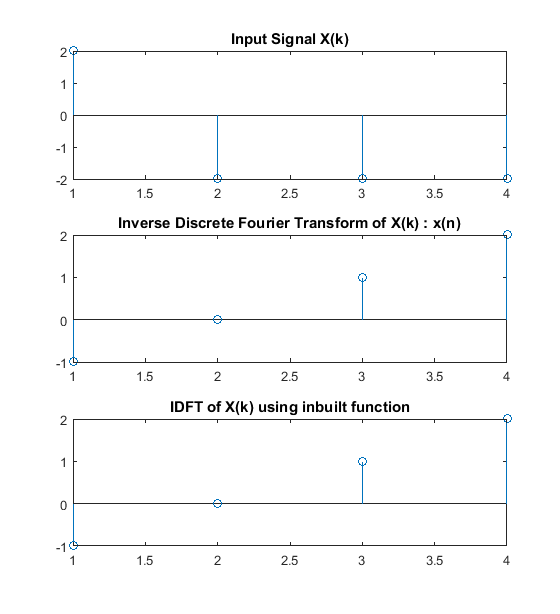 Input Signal X(k)
2
1
0
-1
-2
1 1.5 2 2.5 3 3.5 4
Inverse Discrete Fourier Transform of X(k) : x(n)
2
1
0
-1
1 1.5 2 2.5 3 3.5 4
IDFT of X(k) using inbuilt function
2
1
0
-1
1 1.5 2 2.5 3 3.5 4